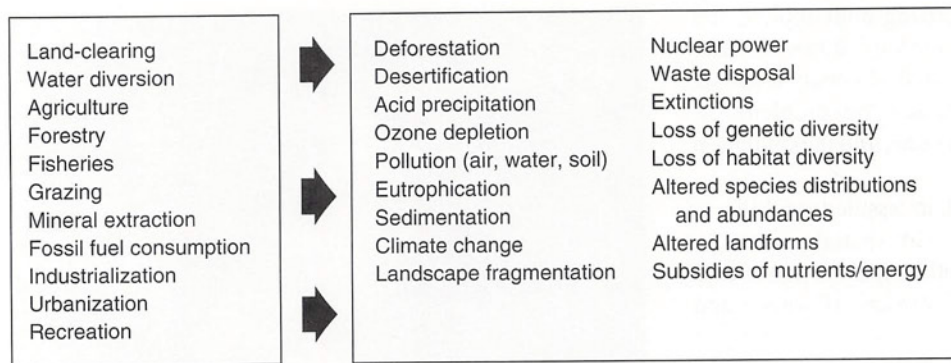 Land-clearing
Water diversion
Agriculture
Forestry
Fisheries
Grazing
Mineral extraction
Fossil fuel consumption
Industrialization
Urbanization
Recreation
Deforestation
Desertification
Acid precipitation
Ozone depletion
Pollution (air, water, soil)
Eutrophication
Sedimentation
Climate change
Landscape fragmentation
Nuclear power
Waste disposal
Extinctions
Loss of genetic diversity
Loss of habitat diversity
Altered species distributions
and abundances
Altered landforms
Subsidies of nutrients/energy